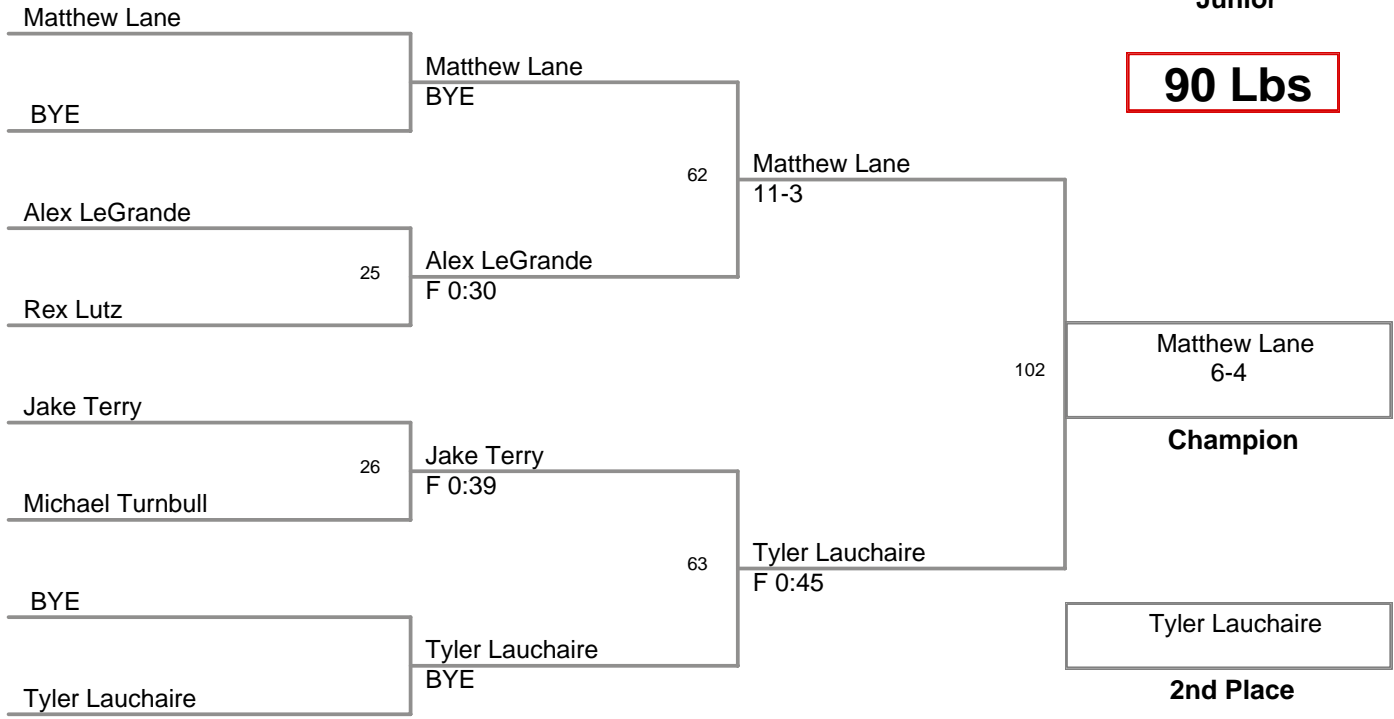 Junior
90 Lbs
Matthew Lane
BYE
Alex LeGrande
25
Rex Lutz
Jake Terry
26
Michael Turnbull
BYE
Tyler Lauchaire
Matthew Lane
BYE
62
Alex LeGrande
F 0:30
Jake Terry
F 0:39
63
Tyler Lauchaire
BYE
Matthew Lane
11-3
102
Tyler Lauchaire
F 0:45
Matthew Lane
6-4
Champion
Tyler Lauchaire
2nd Place